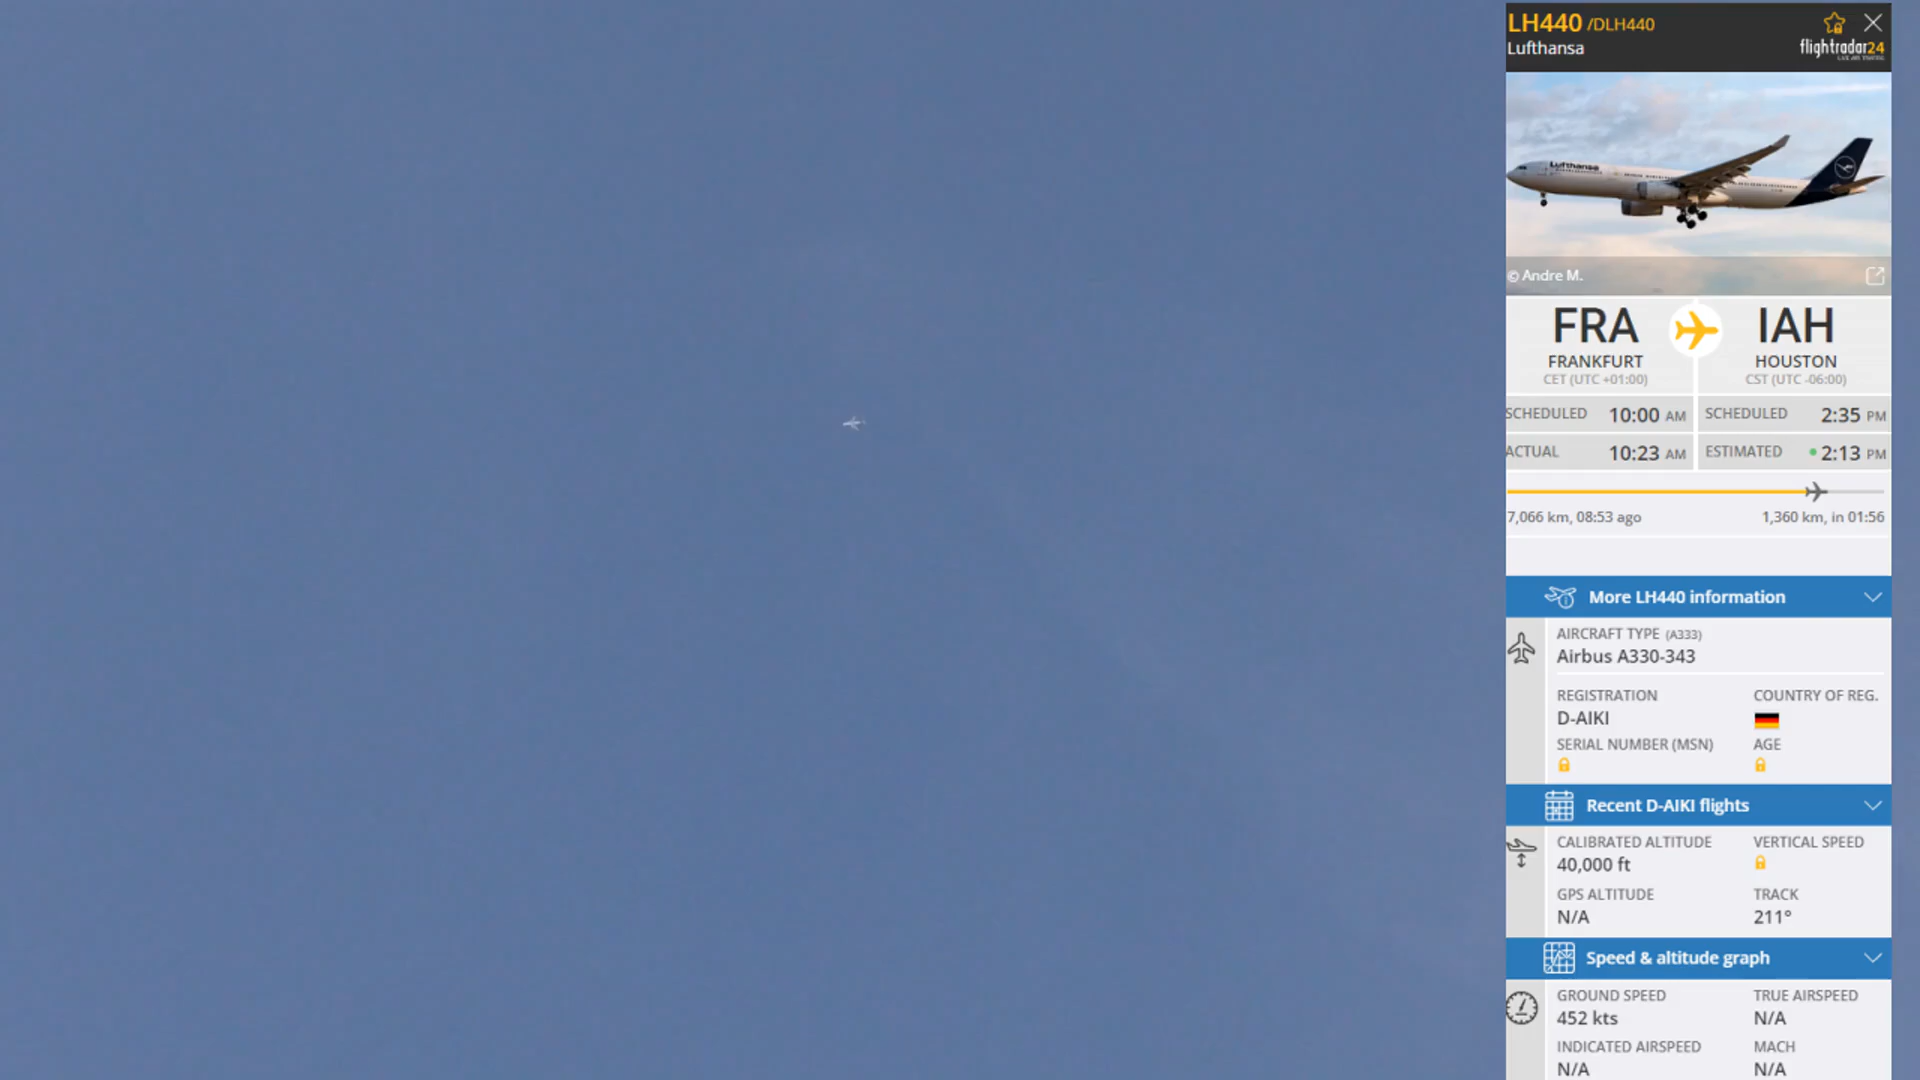 LH440 /DLH440
Lufthansa
flightradar24
LIVE AIR TRAFFIC
Lufthansa
© Andre M.
FRA IAH
FRANKFURT HOUSTON
CET (UTC +01:00) CST (UTC -06:00)
SCHEDULED 10:00 AM SCHEDULED 2:35 PM
ACTUAL 10:23 AM ESTIMATED 2:13 PM
7,066 km, 08:53 ago 1,360 km, in 01:56
More LH440 information
AIRCRAFT TYPE (A333)
Airbus A330-343
REGISTRATION COUNTRY OF REG.
D-AIKI
SERIAL NUMBER (MSN) AGE
Recent D-AIKI flights
CALIBRATED ALTITUDE VERTICAL SPEED
40,000 ft
GPS ALTITUDE TRACK
N/A 211°
Speed & altitude graph
GROUND SPEED TRUE AIRSPEED
452 kts N/A
INDICATED AIRSPEED MACH
N/A N/A